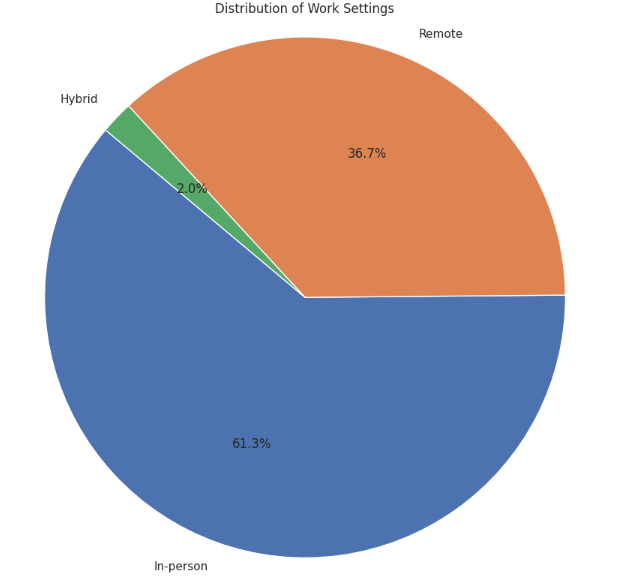 Distribution of Work Settings
Remote
Hybrid
36.7%
2.0%
61.3%
In-person